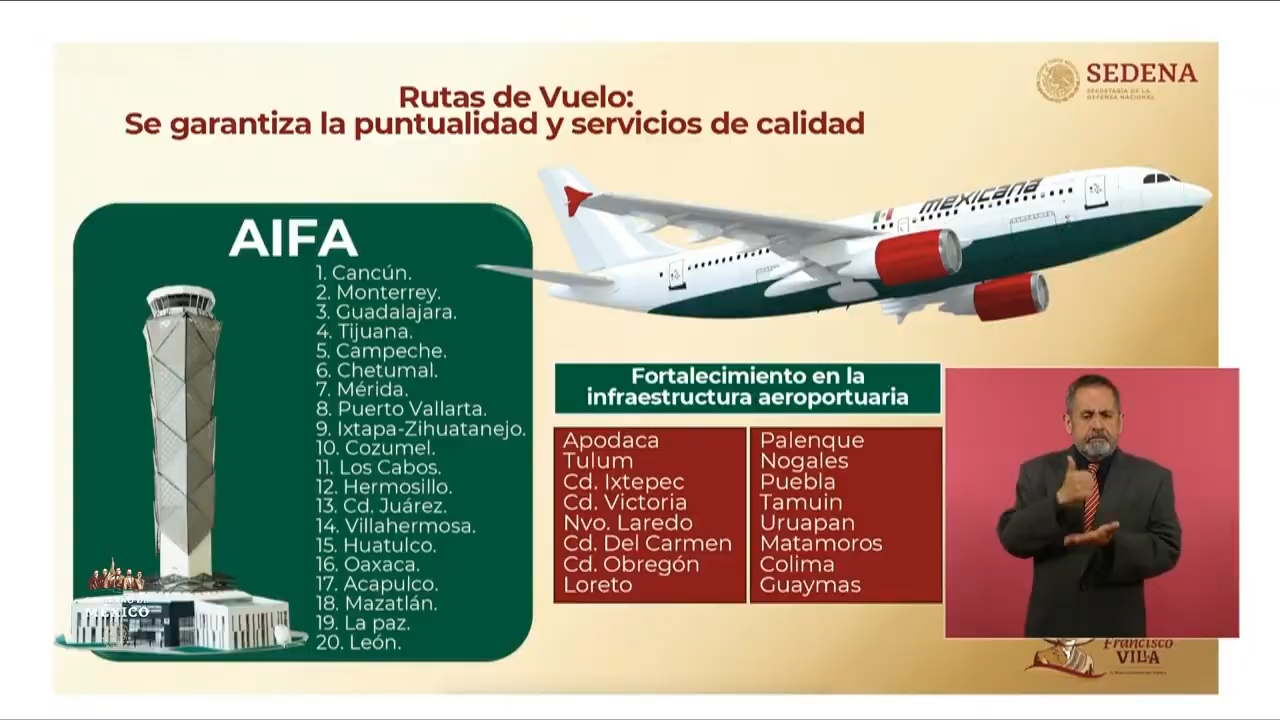 Rutas de Vuelo:
Se garantiza la puntualidad y servicios de calidad
SEDENA
SECRETARÍA DE LA
DEFENSA NACIONAL
mexicana
AIFA
1. Cancún.
2. Monterrey.
3. Guadalajara.
4. Tijuana.
5. Campeche.
6. Chetumal.
7. Mérida.
8. Puerto Vallarta.
9. Ixtapa-Zihuatanejo.
10. Cozumel.
11. Los Cabos.
12. Hermosillo.
13. Cd. Juárez.
14. Villahermosa.
15. Huatulco.
16. Oaxaca.
17. Acapulco.
18. Mazatlán.
19. La paz.
20. León.
MÉXICO
Fortalecimiento en la
infraestructura aeroportuaria
Apodaca
Tulum
Cd. Ixtepec
Cd. Victoria
Nvo. Laredo
Cd. Del Carmen
Cd. Obregón
Loreto
Palenque
Nogales
Puebla
Tamuin
Uruapan
Matamoros
Colima
Guaymas
Francisco
VILLA